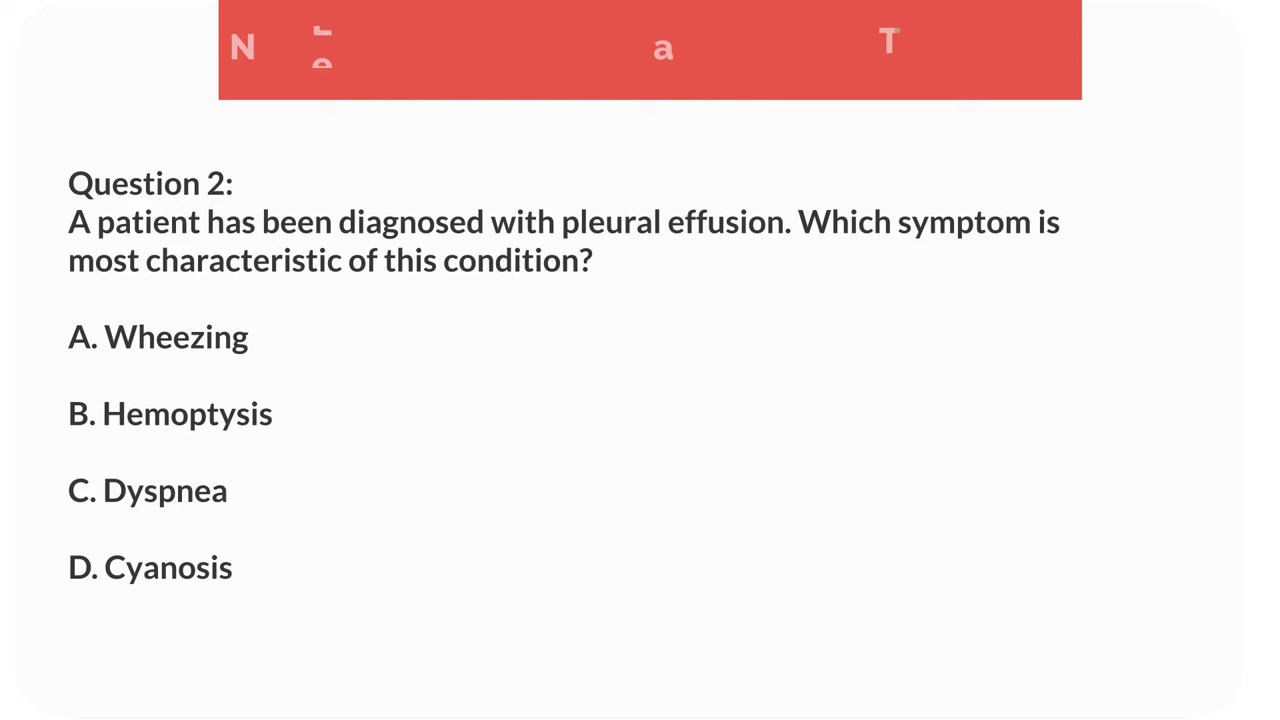 Question 2:
A patient has been diagnosed with pleural effusion. Which symptom is
most characteristic of this condition?
A. Wheezing
B. Hemoptysis
C. Dyspnea
D. Cyanosis